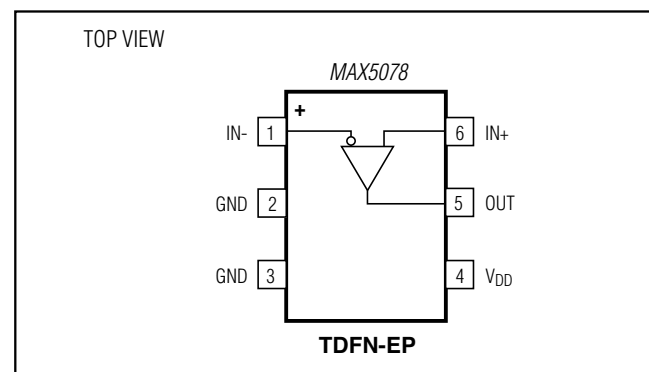 TOP VIEW
MAX5078
+
IN- 1
6 IN+
GND 2
5 OUT
GND 3
4 VDD
TDFN-EP